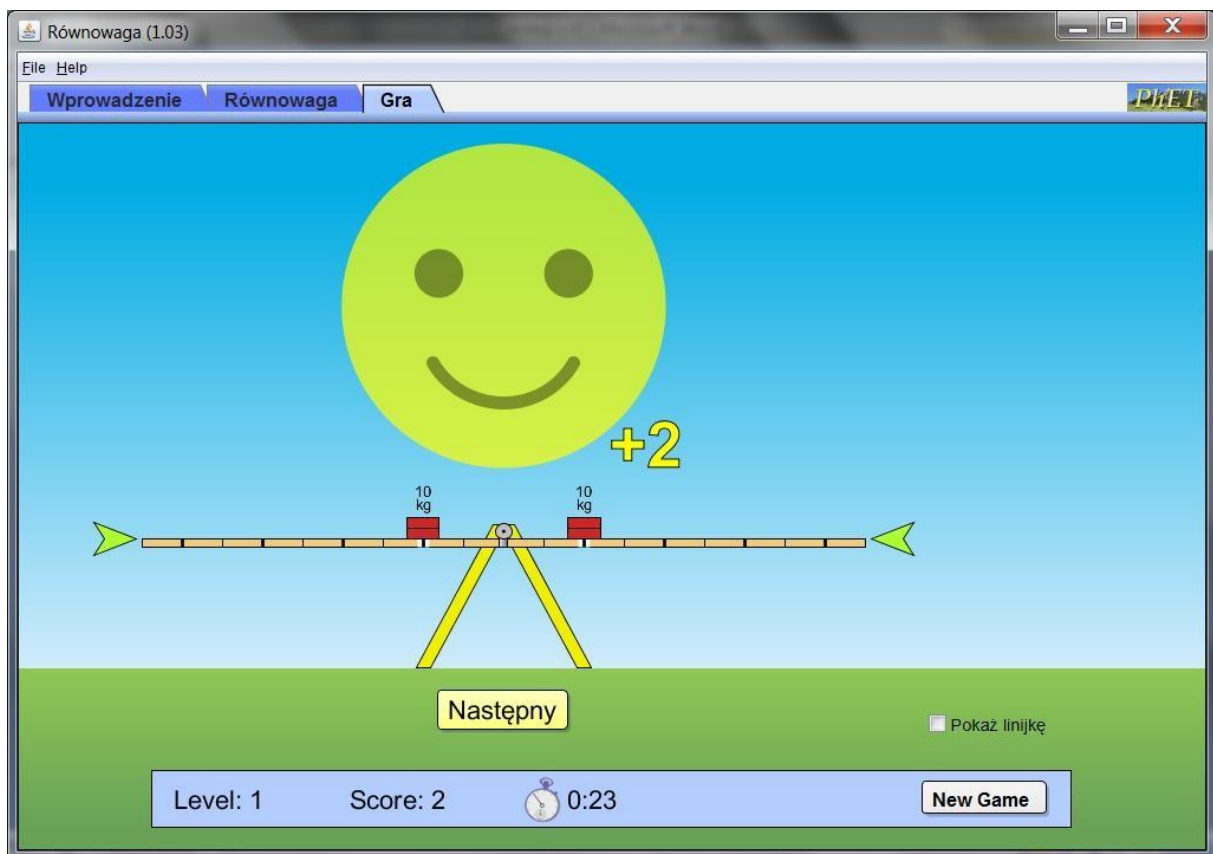 Równowaga (1.03)
File Help
Wprowadzenie Równowaga Gra
PhET
+2
10
kg
10
kg
Następny
Pokaż linijkę
Level: 1 Score: 2 0:23 New Game